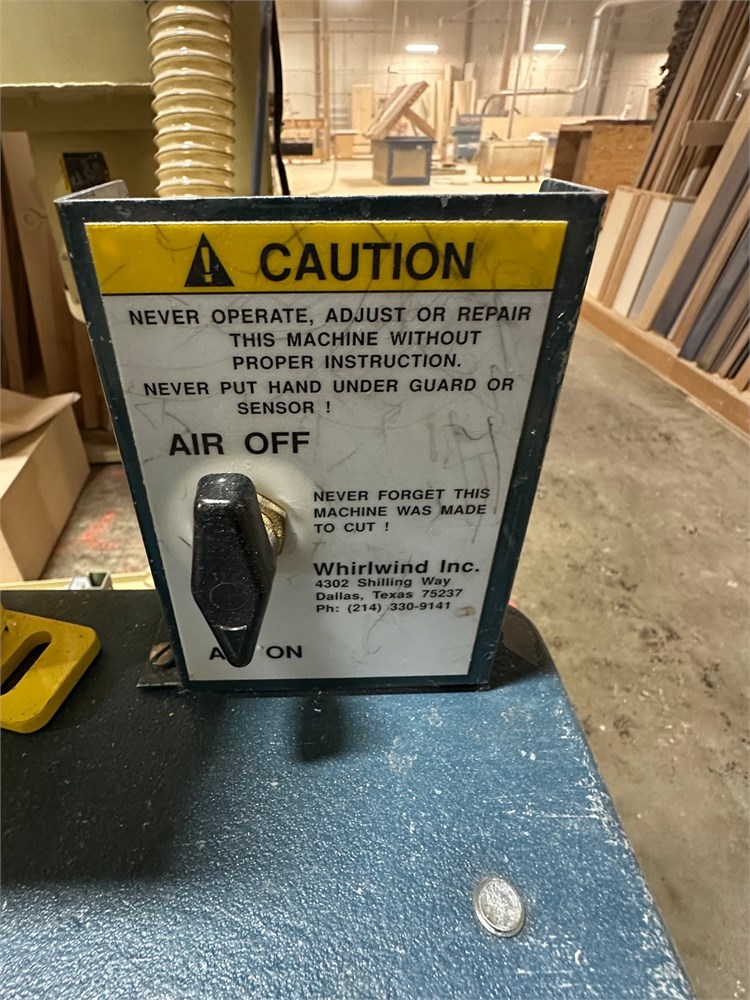 CAUTION
NEVER OPERATE, ADJUST OR REPAIR
THIS MACHINE WITHOUT
PROPER INSTRUCTION.
NEVER PUT HAND UNDER GUARD OR
SENSOR !
AIR OFF
NEVER FORGET THIS
MACHINE WAS MADE
TO CUT !
Whirlwind Inc.
4302 Shilling Way
Dallas, Texas 75237
Ph: (214) 330-9141
ON